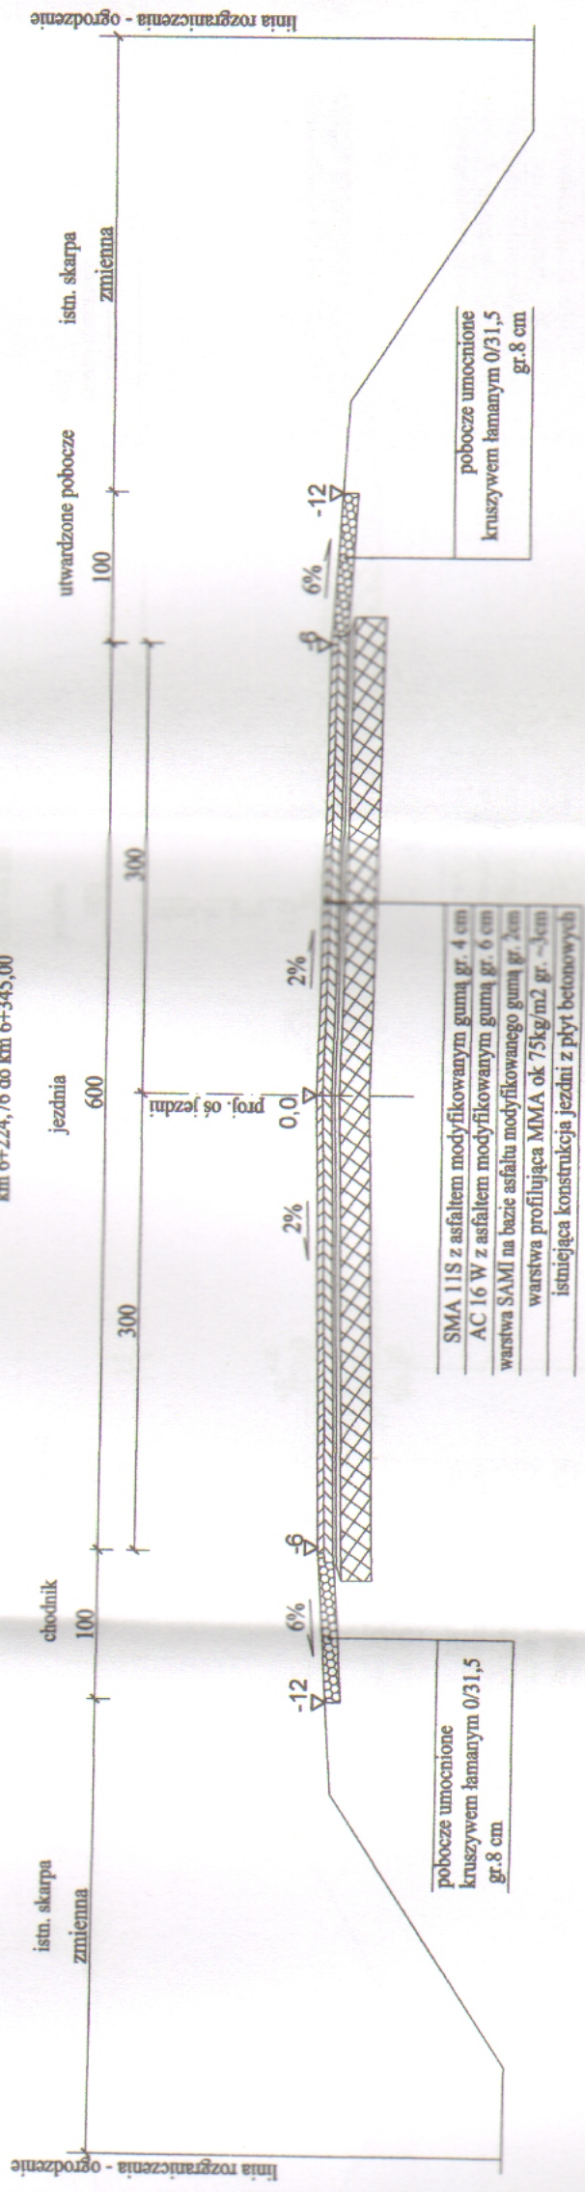 km 6+224,76 do km 6+345,00
istn. skarpa
zmienna
chodnik
100
jezdnia
600
utwardzone pobocze
100
istn. skarpa
zmienna
300
300
linia rozgraniczenia - ogrodzenie
linia rozgraniczenia - ogrodzenie
proj. oś jezdni
-12
6%
-6
2%
0,0
2%
-6
6%
-12
pobocze umocnione
kruszywem łamanym 0/31,5
gr.8 cm
SMA 11S z asfaltem modyfikowanym gumą gr. 4 cm
AC 16 W z asfaltem modyfikowanym gumą gr. 6 cm
warstwa SAMI na bazie asfaltu modyfikowanego gumą gr. 2cm
warstwa profilująca MMA ok 75kg/m2 gr. ~3cm
istniejąca konstrukcja jezdni z płyt betonowych
pobocze umocnione
kruszywem łamanym 0/31,5
gr.8 cm